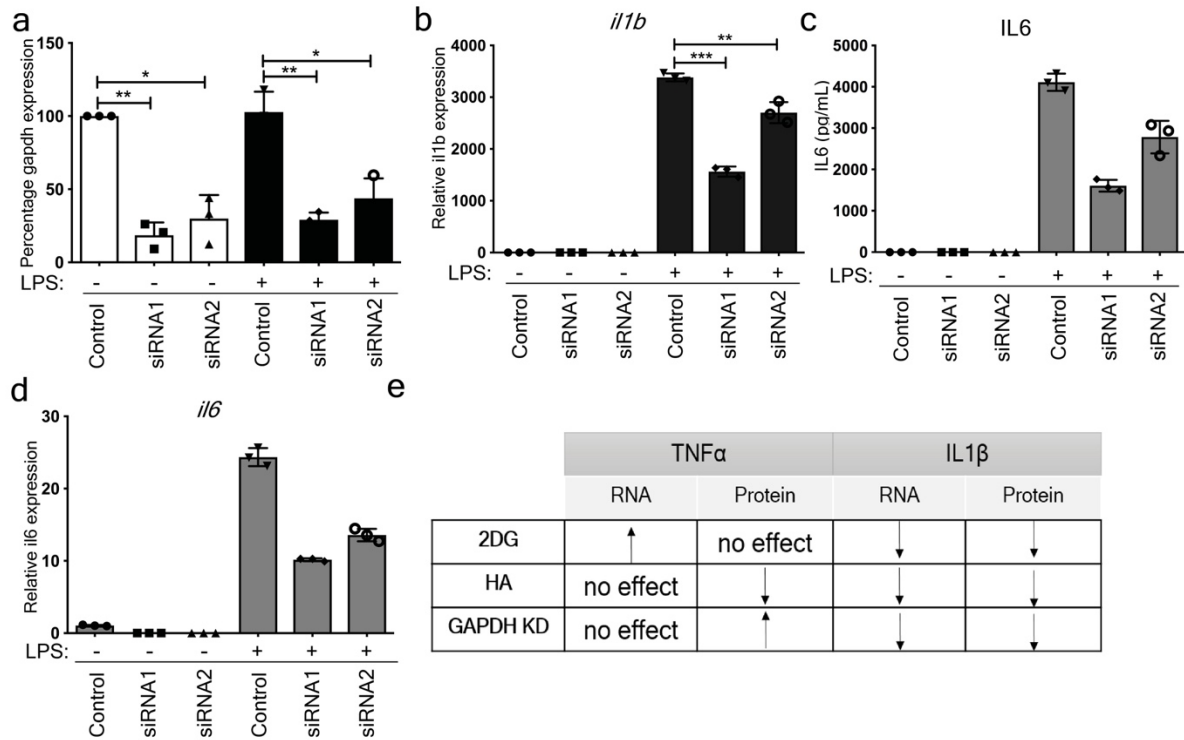 a
Percentage gapdh expression
150
100
50
0
*
**
*
**
LPS: - - - + + +
Control siRNA1 siRNA2 Control siRNA1 siRNA2
b
il1b
Relative il1b expression
4000
3000
2000
1000
0
**
***
LPS: - - - + + +
Control siRNA1 siRNA2 Control siRNA1 siRNA2
c
IL6
IL6 (pg/mL)
5000
4000
3000
2000
1000
0
LPS: - - - + + +
Control siRNA1 siRNA2 Control siRNA1 siRNA2
d
il6
Relative il6 expression
30
20
10
0
LPS: - - - + + +
Control siRNA1 siRNA2 Control siRNA1 siRNA2
e
TNFα IL1β
RNA Protein RNA Protein
2DG ↑ no effect ↓ ↓
HA no effect ↓ ↓ ↓
GAPDH KD no effect ↑ ↓ ↓